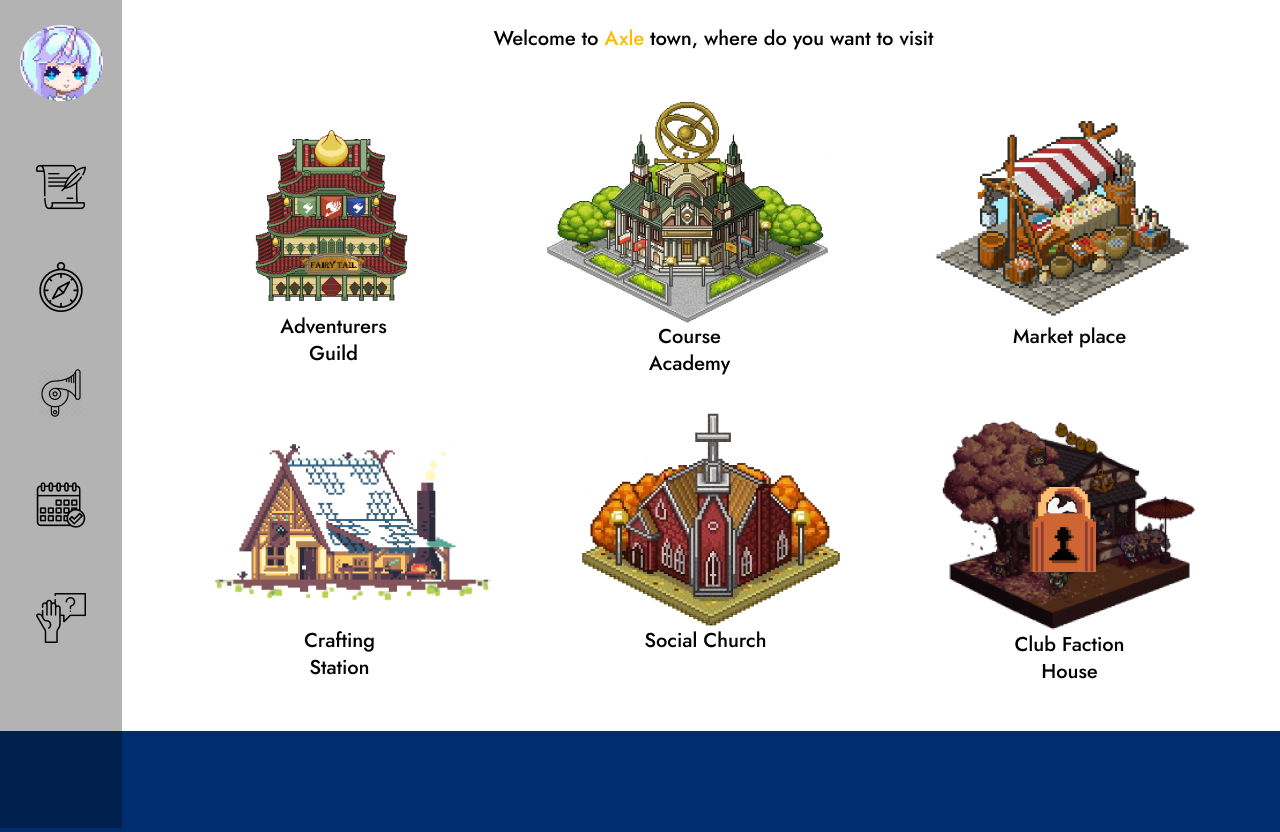 Welcome to Axle town, where do you want to visit
FAIRY TAIL
Adventurers
Guild
Course
Academy
Market place
?
Crafting
Station
Social Church
Club Faction
House